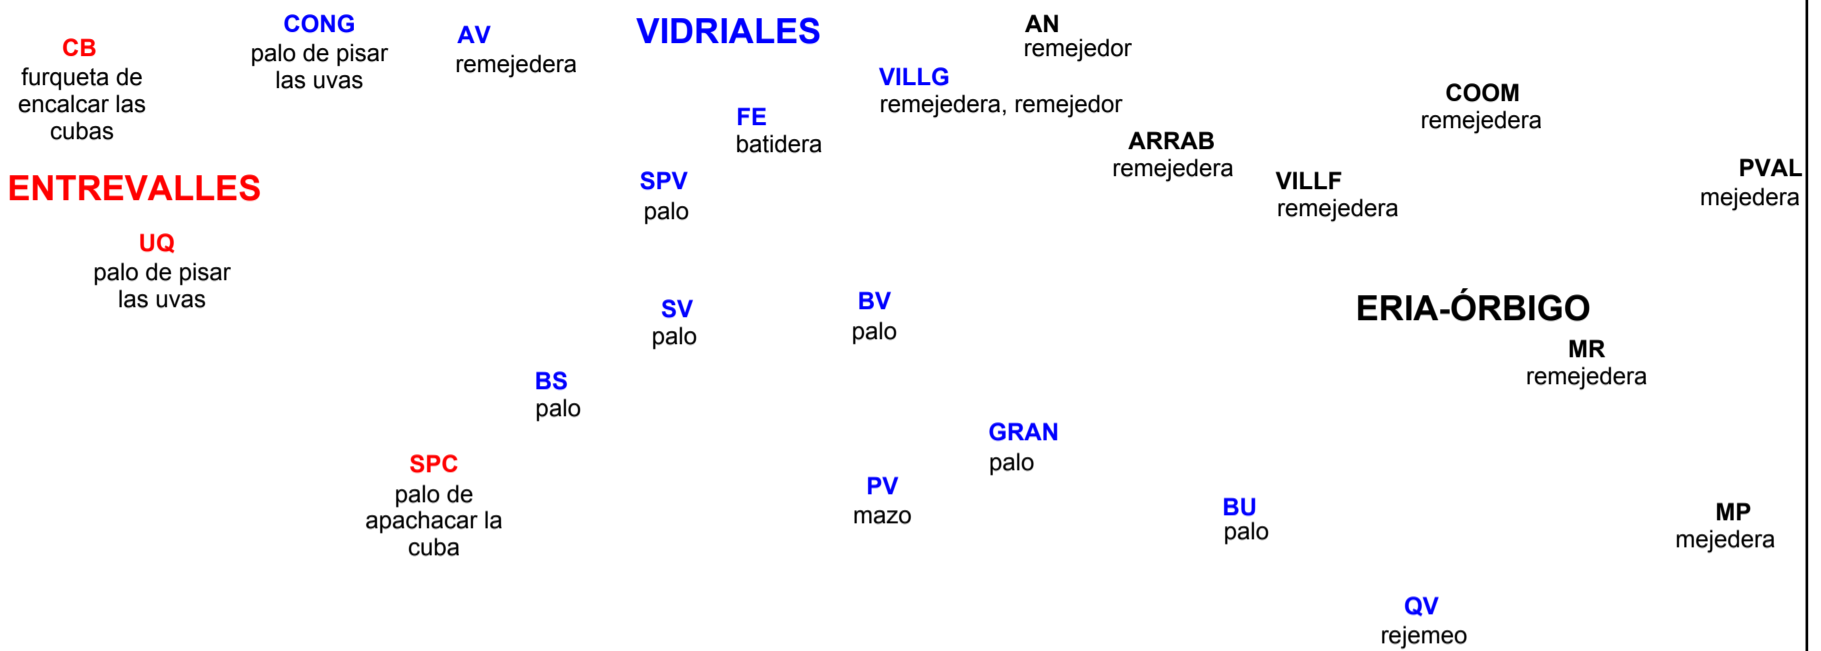 CB
furqueta de
encalcar las
cubas
CONG
palo de pisar
las uvas
AV
remejedera
VIDRIALES
AN
remejedor
VILLG
remejedera, remejedor
FE
batidera
COOM
remejedera
ARRAB
remejedera
ENTREVALLES
SPV
palo
VILLF
remejedera
PVAL
mejedera
UQ
palo de pisar
las uvas
SV
palo
BV
palo
ERIA-ÓRBIGO
MR
remejedera
BS
palo
GRAN
palo
SPC
palo de
apachacar la
cuba
PV
mazo
BU
palo
MP
mejedera
QV
rejemeo